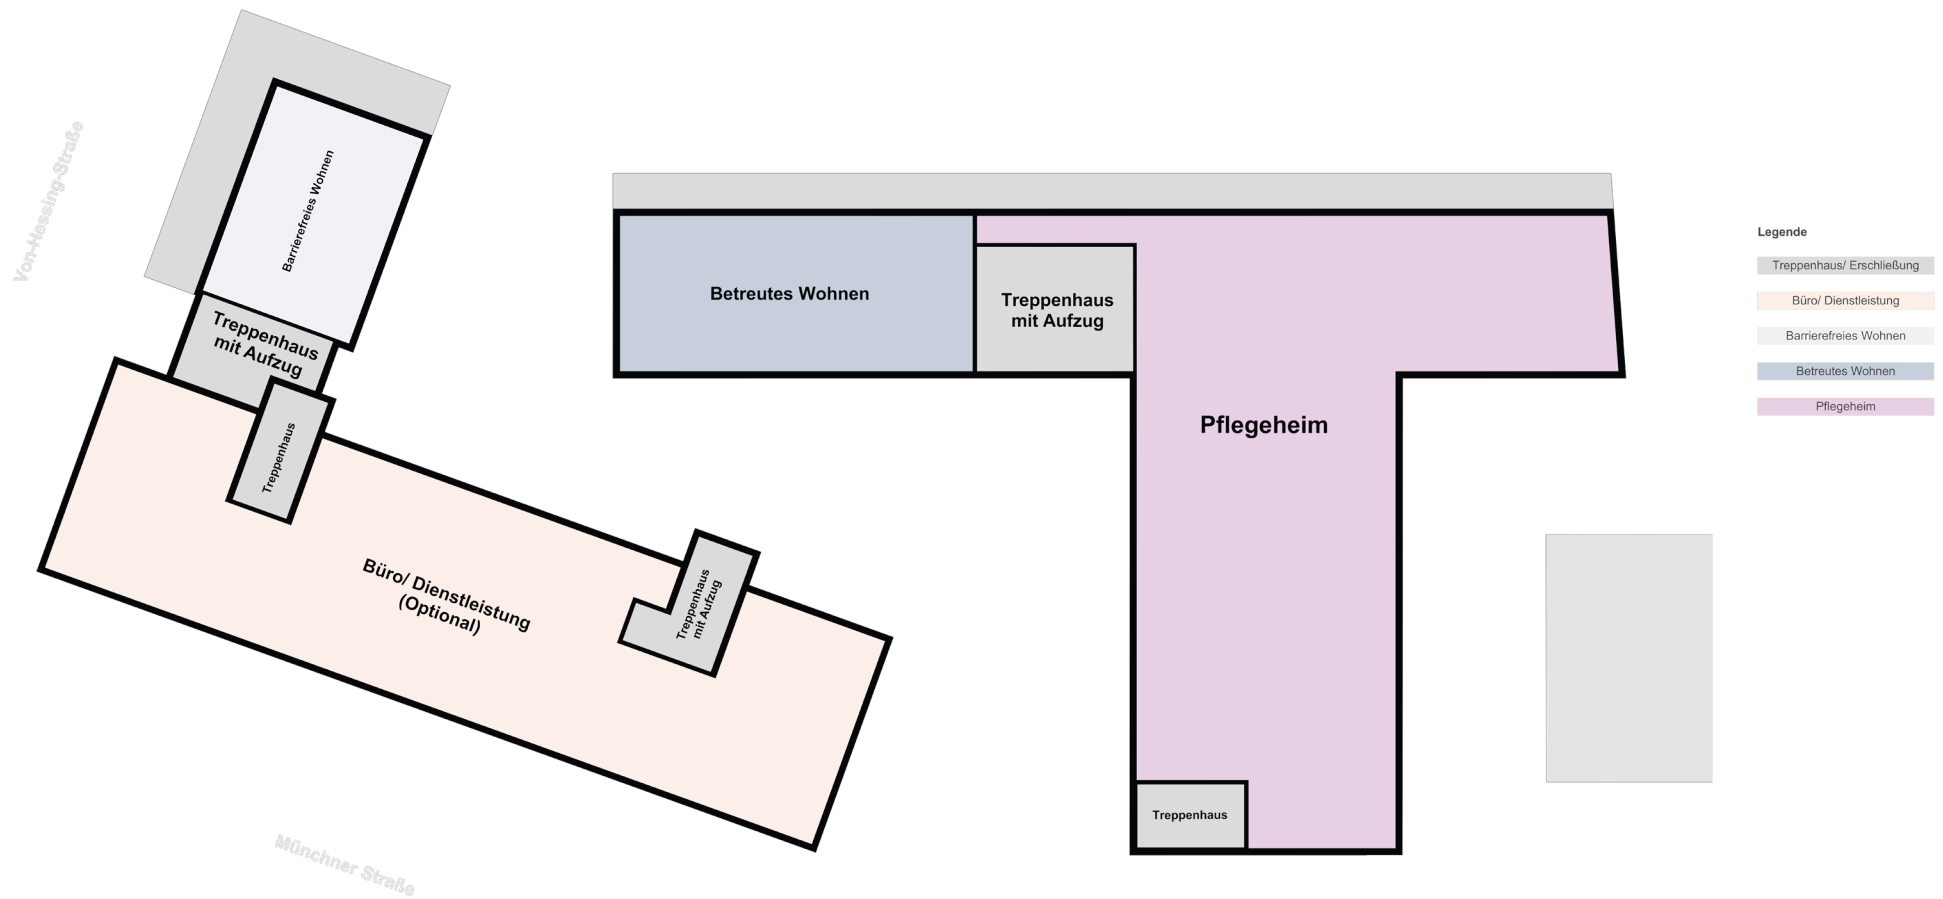 Von-Hessing-Straße
Barrierefreies Wohnen
Treppenhaus
mit Aufzug
Treppenhaus
Büro/ Dienstleistung
(Optional)
Treppenhaus
mit Aufzug
Münchner Straße
Betreutes Wohnen
Treppenhaus
mit Aufzug
Pflegeheim
Treppenhaus
Legende
Treppenhaus/ Erschließung
Büro/ Dienstleistung
Barrierefreies Wohnen
Betreutes Wohnen
Pflegeheim